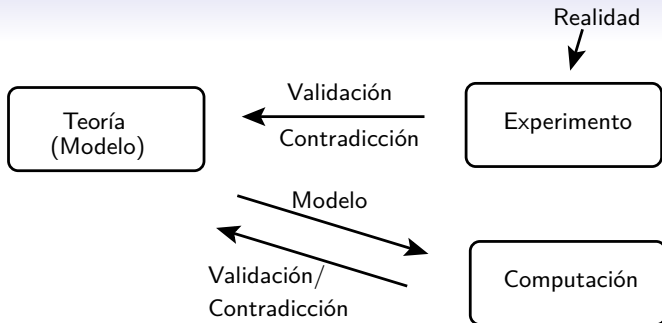 Realidad
Validación
Teoría
(Modelo)
Experimento
Contradicción
Modelo
Validación/
Contradicción
Computación